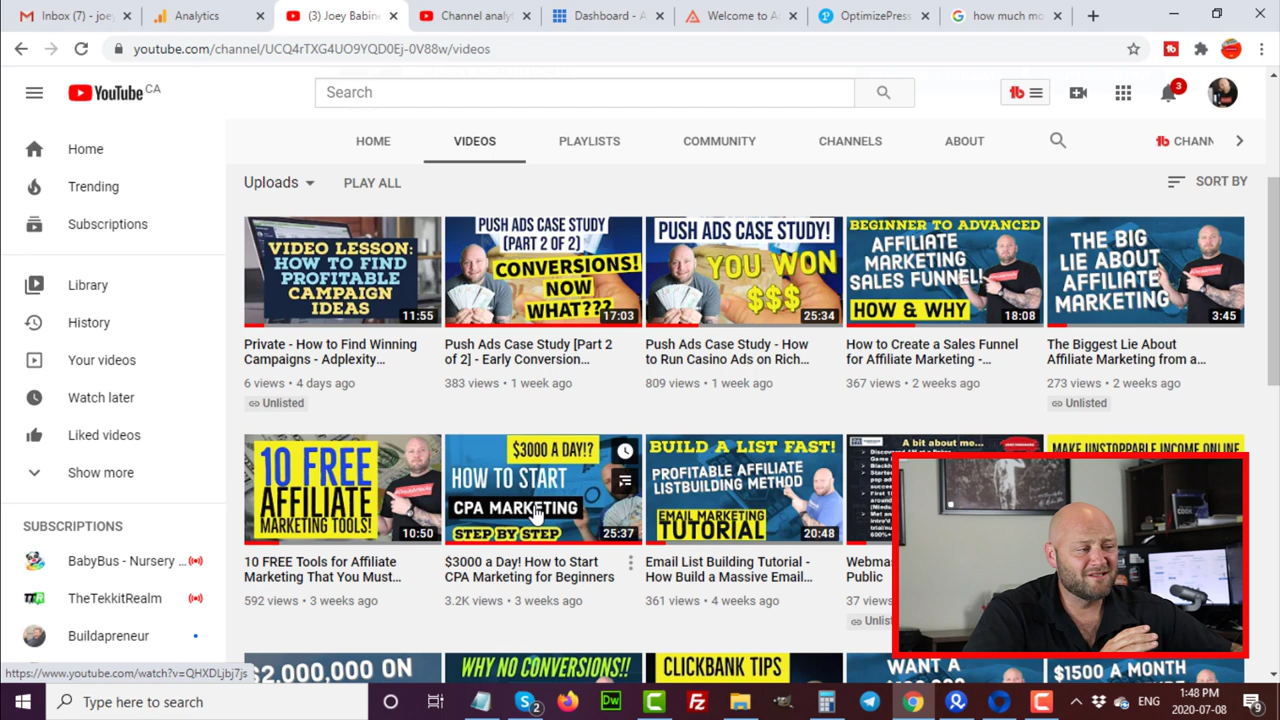 Inbox (17) - joey
Analytics
(3) Joey Babine
Channel analyt
Dashboard - A
Welcome to A
OptimizePress
how much mo
youtube.com/channel/UCQ4rTXG4UO9YQD0Ej-0V88w/videos
YouTube CA
Search
tb
3
HOME
VIDEOS
PLAYLISTS
COMMUNITY
CHANNELS
ABOUT
tb CHANN
Home
Trending
Subscriptions
Library
History
Your videos
Watch later
Liked videos
Show more
SUBSCRIPTIONS
BabyBus - Nursery ...
TheTekkitRealm
Buildapreneur
Uploads
PLAY ALL
SORT BY
VIDEO LESSON:
HOW TO FIND
PROFITABLE
CAMPAIGN
IDEAS
11:55
Private - How to Find Winning
Campaigns - Adplexity...
6 views • 4 days ago
Unlisted
PUSH ADS CASE STUDY
[PART 2 OF 2]
CONVERSIONS!
NOW
WHAT???
17:03
Push Ads Case Study [Part 2
of 2] - Early Conversion...
383 views • 1 week ago
PUSH ADS CASE STUDY!
YOU WON
$$$
25:34
Push Ads Case Study - How
to Run Casino Ads on Rich...
809 views • 1 week ago
BEGINNER TO ADVANCED
AFFILIATE
MARKETING
SALES FUNNEL!
HOW & WHY
18:08
How to Create a Sales Funnel
for Affiliate Marketing -...
367 views • 2 weeks ago
THE BIG
LIE ABOUT
AFFILIATE
MARKETING
3:45
The Biggest Lie About
Affiliate Marketing from a...
273 views • 2 weeks ago
Unlisted
10 FREE
AFFILIATE
MARKETING
TOOLS!
10:50
10 FREE Tools for Affiliate
Marketing That You Must...
592 views • 3 weeks ago
$3000 A DAY!?
HOW TO START
CPA MARKETING
STEP BY STEP
25:37
$3000 a Day! How to Start
CPA Marketing for Beginners
3.2K views • 3 weeks ago
BUILD A LIST FAST!
PROFITABLE AFFILIATE
LISTBUILDING METHOD
EMAIL MARKETING
TUTORIAL
20:48
Email List Building Tutorial -
How Build a Massive Email...
361 views • 4 weeks ago
A bit about me...
Webmar
Public
37 views
Unlist
MAKE UNSTOPPABLE INCOME ONLINE
$2,000,000 ON
WHY NO CONVERSIONS!!
CLICKBANK TIPS
WANT A
$1500 A MONTH
https://www.youtube.com/watch?v=QHXDLjbj7js
Type here to search
2
Dw
ENG
1:48 PM
2020-07-08
9